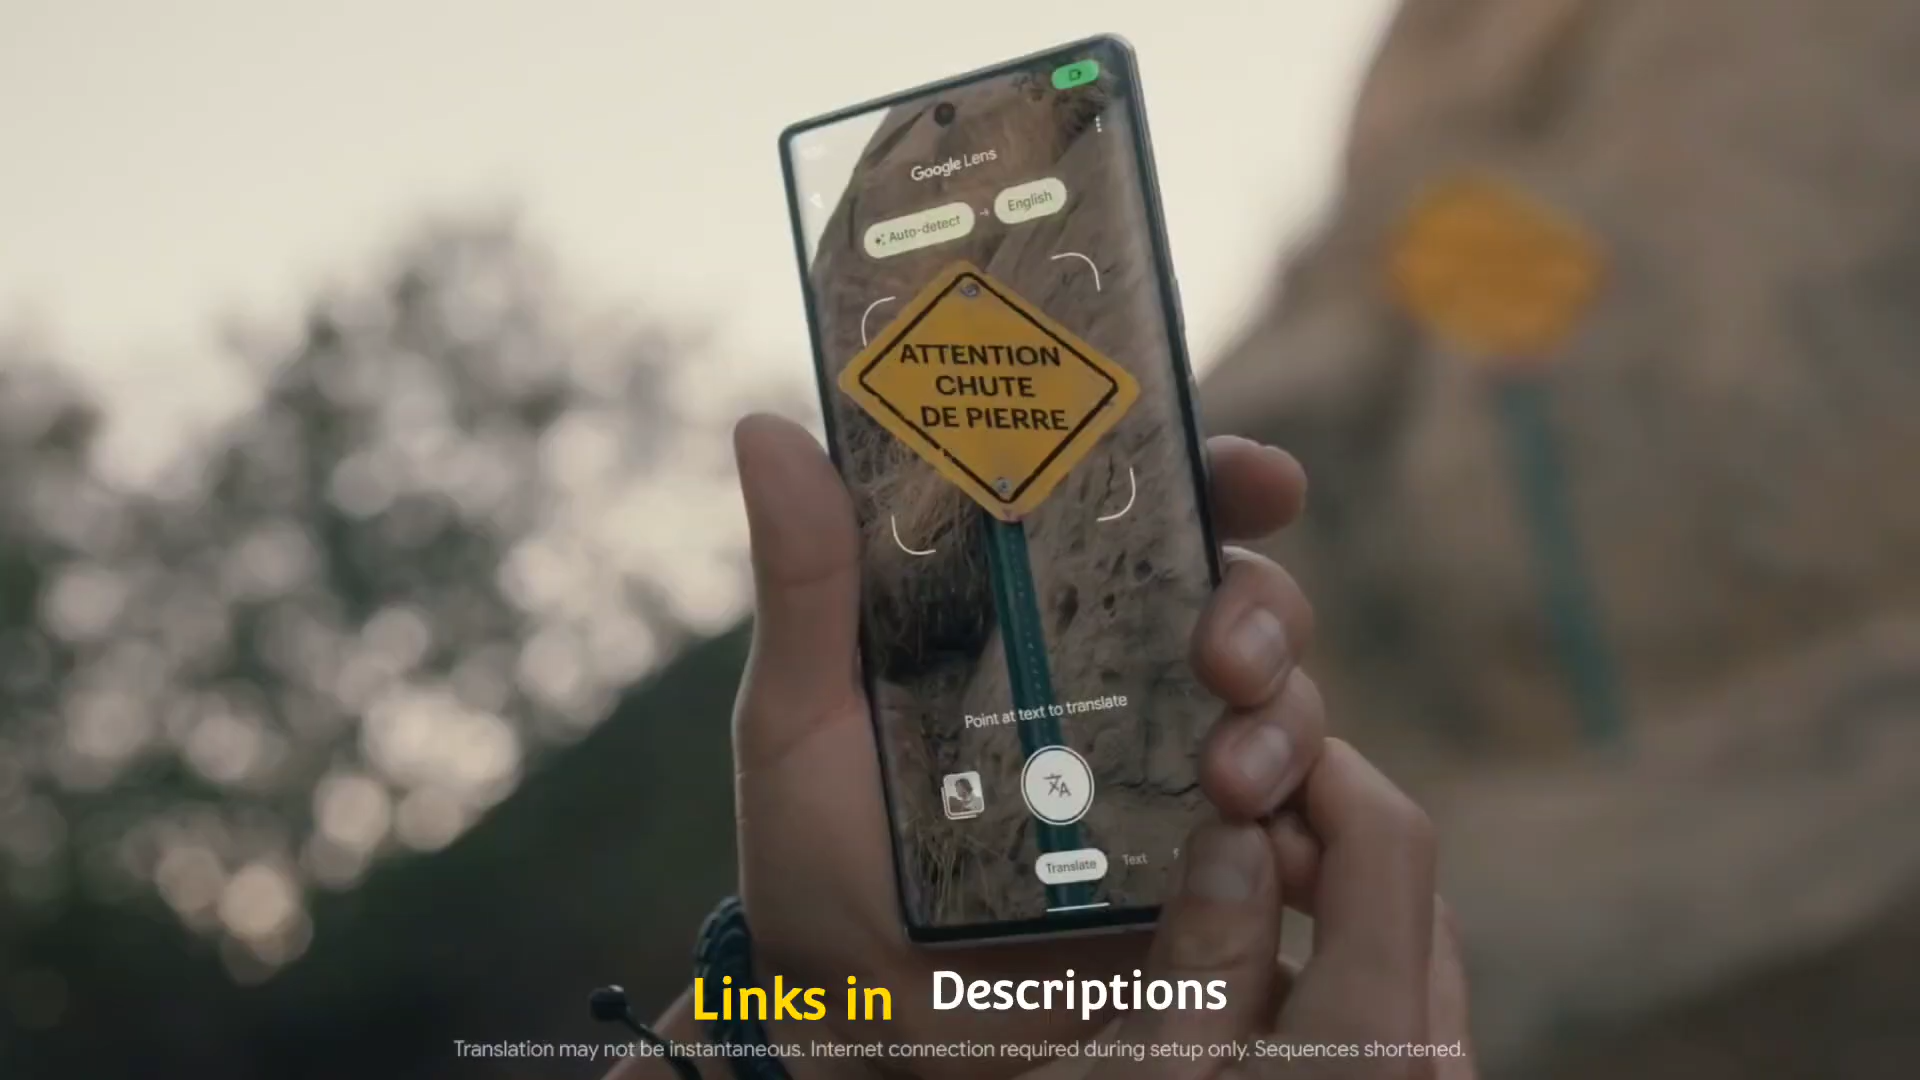 Google Lens
Auto-detect → English
ATTENTION
CHUTE
DE PIERRE
Point at text to translate
Translate Text
Links in Descriptions
Translation may not be instantaneous. Internet connection required during setup only. Sequences shortened.